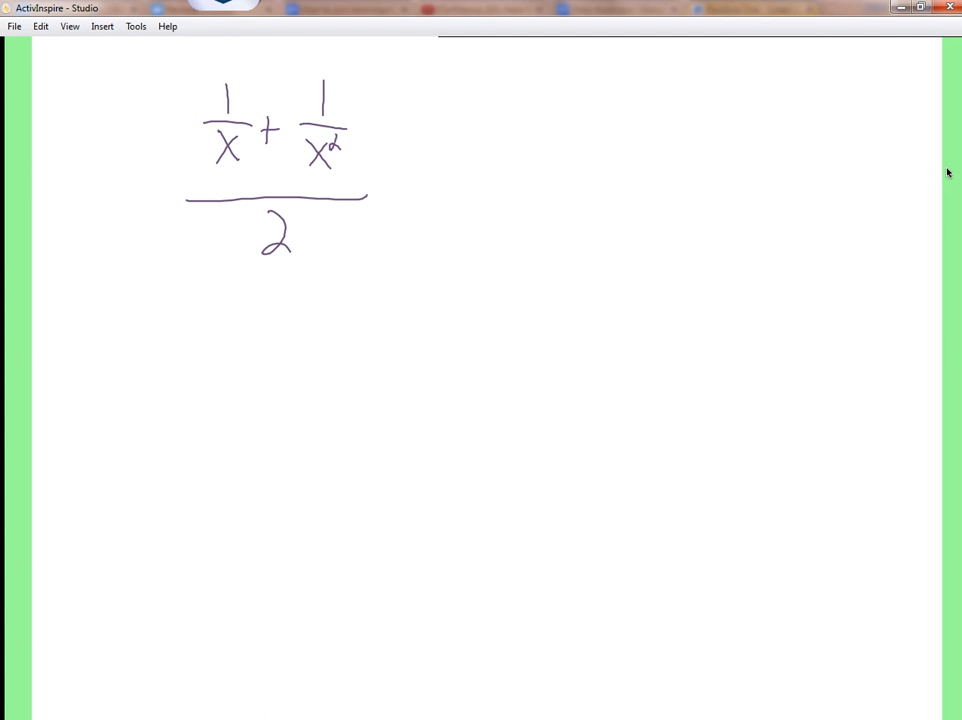 ActivInspire - Studio
File Edit View Insert Tools Help
1 1
x + x²
2